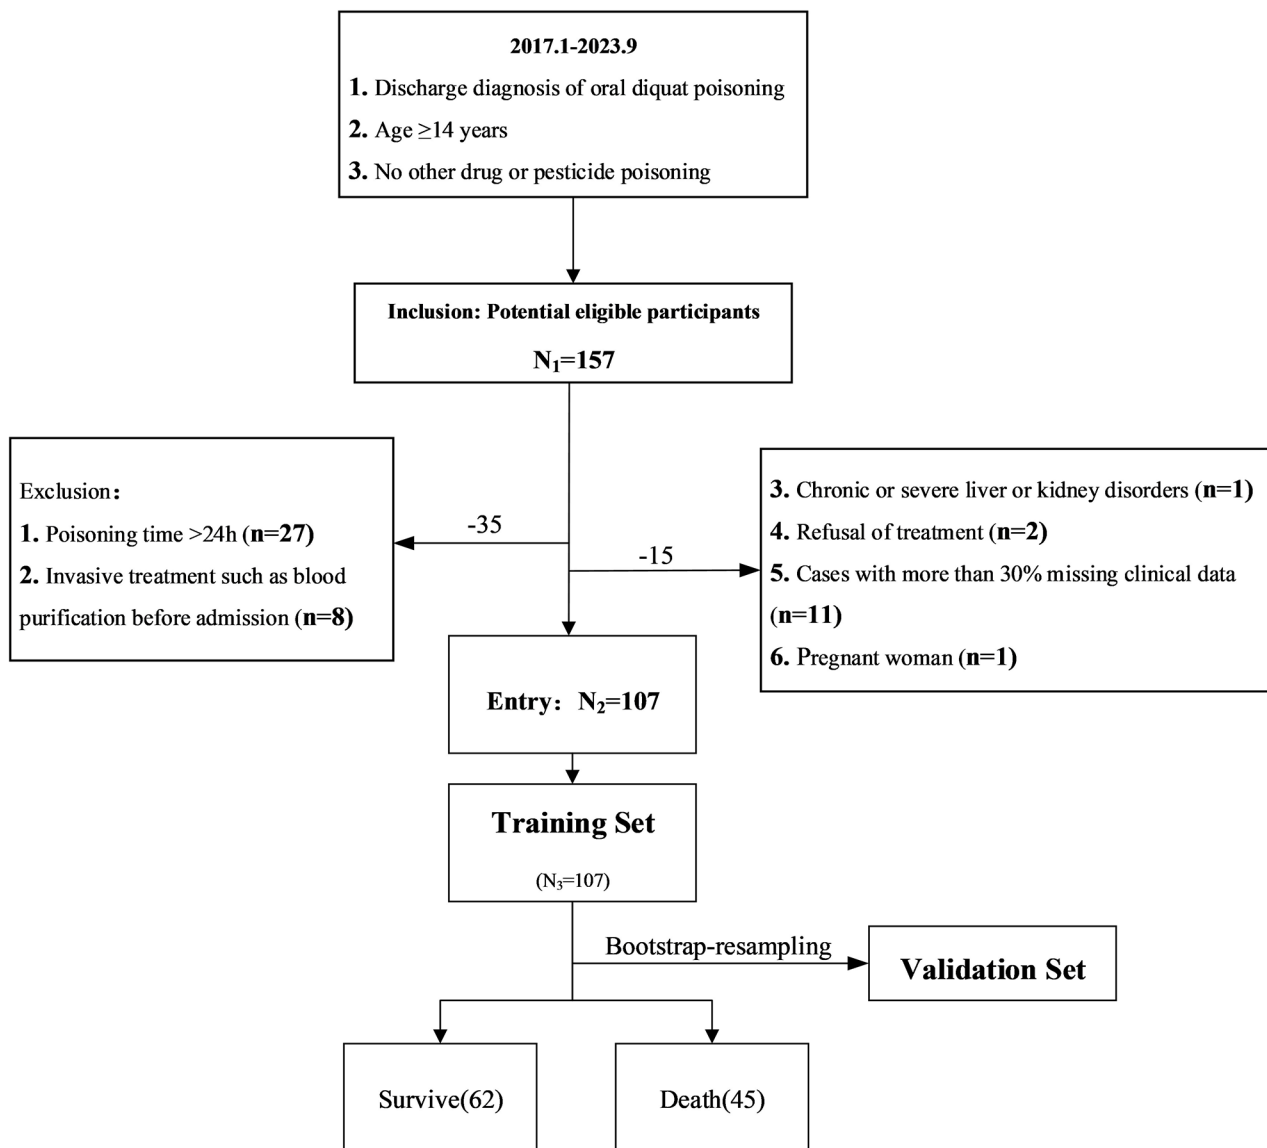 2017.1-2023.9
1. Discharge diagnosis of oral diquat poisoning
2. Age ≥14 years
3. No other drug or pesticide poisoning
Inclusion: Potential eligible participants
N₁=157
Exclusion：
1. Poisoning time >24h (n=27)
2. Invasive treatment such as blood
purification before admission (n=8)
-35
-15
3. Chronic or severe liver or kidney disorders (n=1)
4. Refusal of treatment (n=2)
5. Cases with more than 30% missing clinical data
(n=11)
6. Pregnant woman (n=1)
Entry：N₂=107
Training Set
(N₃=107)
Bootstrap-resampling
Validation Set
Survive(62)
Death(45)